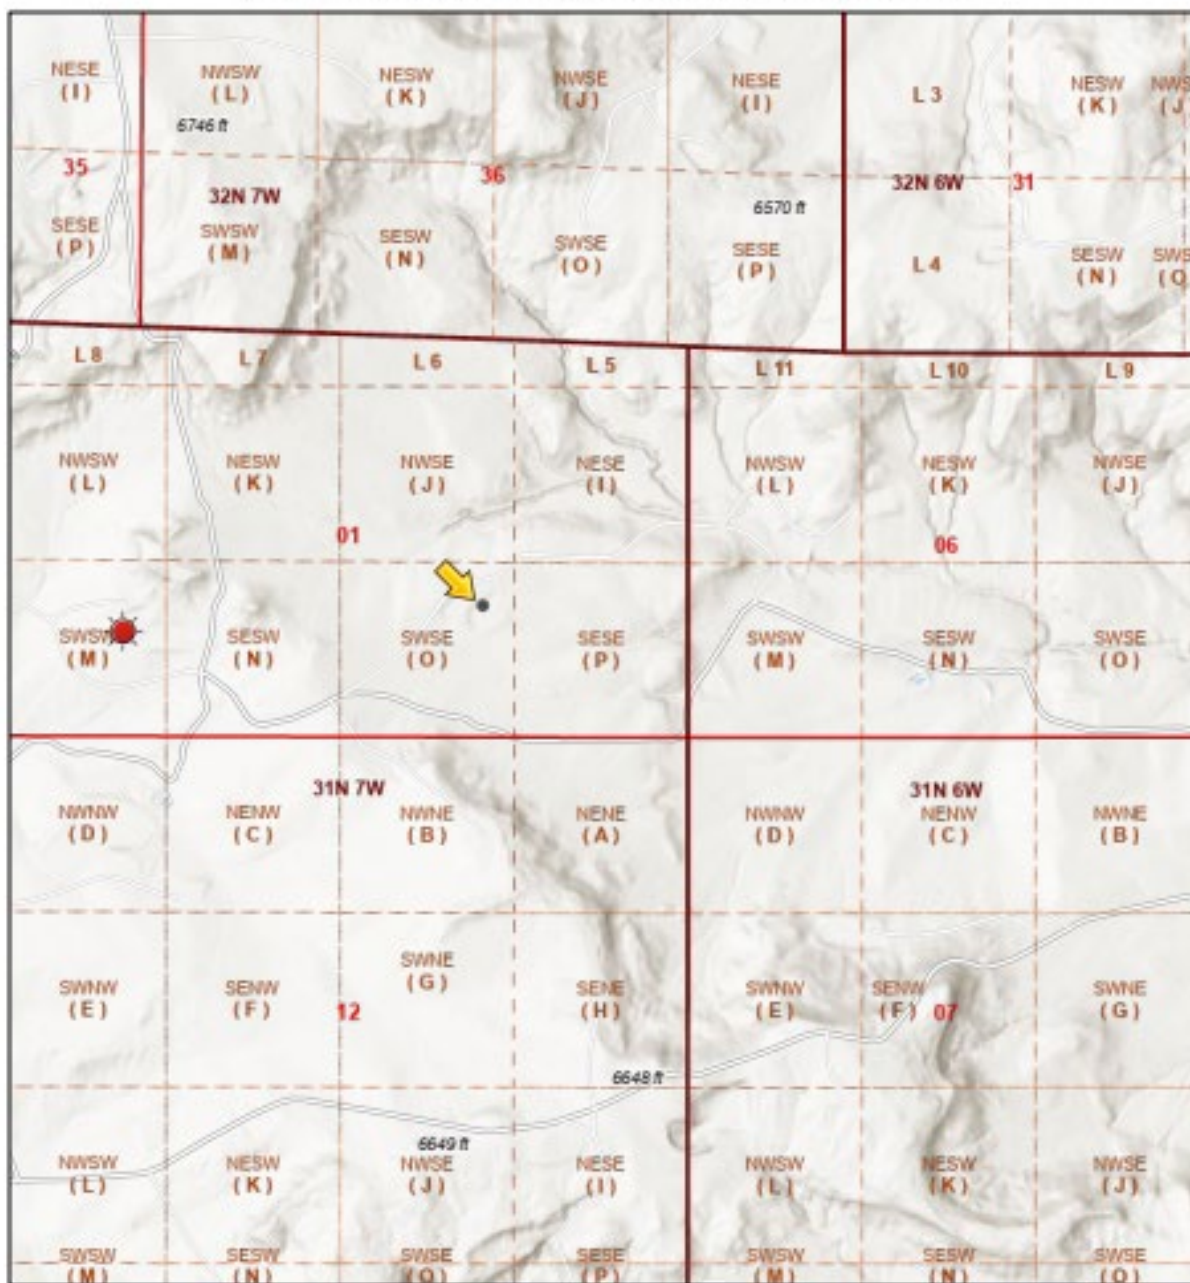 NESE
(I)
NWSW
(L)
NESW
(K)
NWSE
(J)
NESE
(I)
L 3
NESW
(K)
(J
6746 ft
35
36
32N 7W
32N 6W
31
6570 ft
SESE
(P)
SWSW
(M)
SESW
(N)
SWSE
(O)
SESE
(P)
L 4
SESW
(N)
L 8
L 7
L 6
L 5
L 11
L 10
L 9
NWSW
(L)
NESW
(K)
NWSE
(J)
NESE
(I)
NWSW
(L)
NESW
(K)
NWSE
(J)
01
06
(M)
SESW
(N)
SWSE
(O)
SESE
(P)
SWSW
(M)
SESW
(N)
SWSE
(O)
31N 7W
31N 6W
NWNW
(D)
NENW
(C)
NWNE
(B)
NENE
(A)
NWNW
(D)
NENW
(C)
NWNE
(B)
SWNW
(E)
SENW
(F)
SWNE
(G)
SENE
(H)
SWNW
(E)
SENW
(F)
SWNE
(G)
12
07
6648 ft
6649 ft
NWSW
(L)
NESW
(K)
NWSE
(J)
NESE
(I)
NWSW
(L)
NESW
(K)
NWSE
(J)
SWSW
(M)
SESW
(N)
SWSE
(O)
SESE
(P)
SWSW
(M)
SESW
(N)
SWSE
(O)